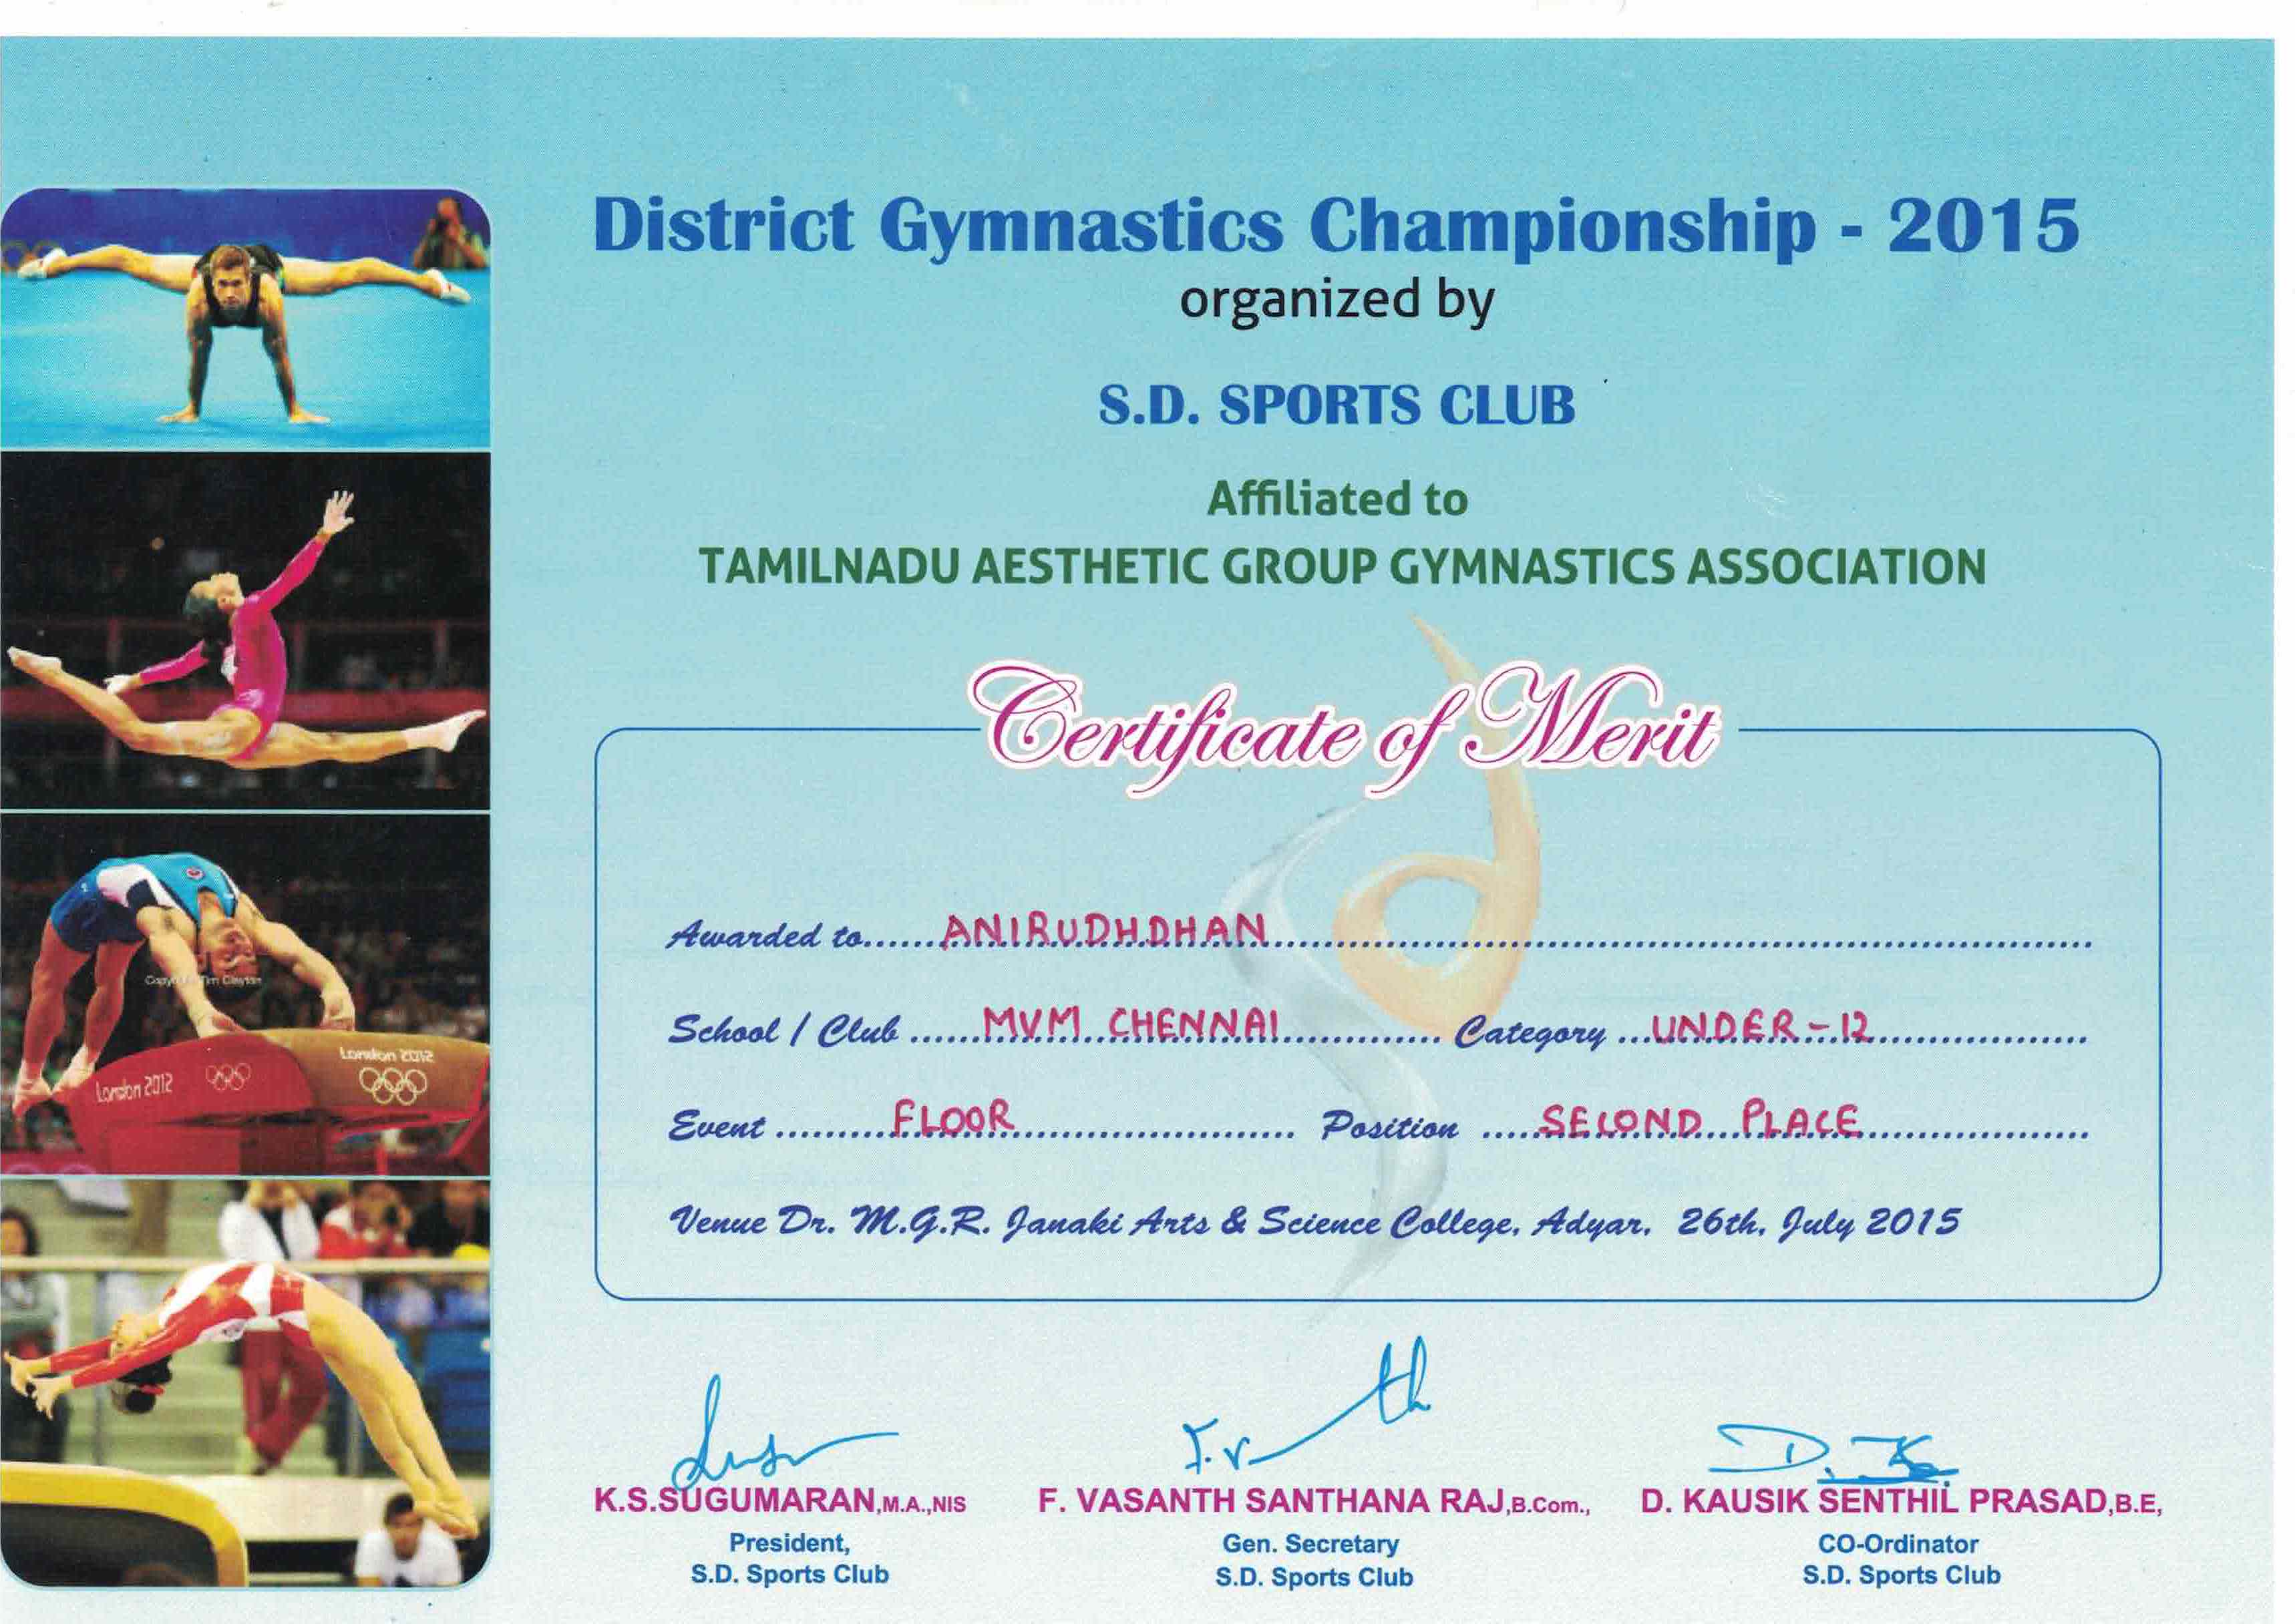 District Gymnastics Championship - 2015
organized by
S.D. SPORTS CLUB
Affiliated to
TAMILNADU AESTHETIC GROUP GYMNASTICS ASSOCIATION
Certificate of Merit
Awarded to.......ANIRUDHDHAN
School / Club ......MVM CHENNAI............ Category ...UNDER-12
Event ..........FLOOR............ Position .....SECOND PLACE
Venue Dr. M.G.R. Janaki Arts & Science College, Adyar. 26th, July 2015
London 2012
London 2012
K.S.SUGUMARAN,M.A.,NIS F. VASANTH SANTHANA RAJ,B.Com., D. KAUSIK SENTHIL PRASAD,B.E,
President, Gen. Secretary CO-Ordinator
S.D. Sports Club S.D. Sports Club S.D. Sports Club